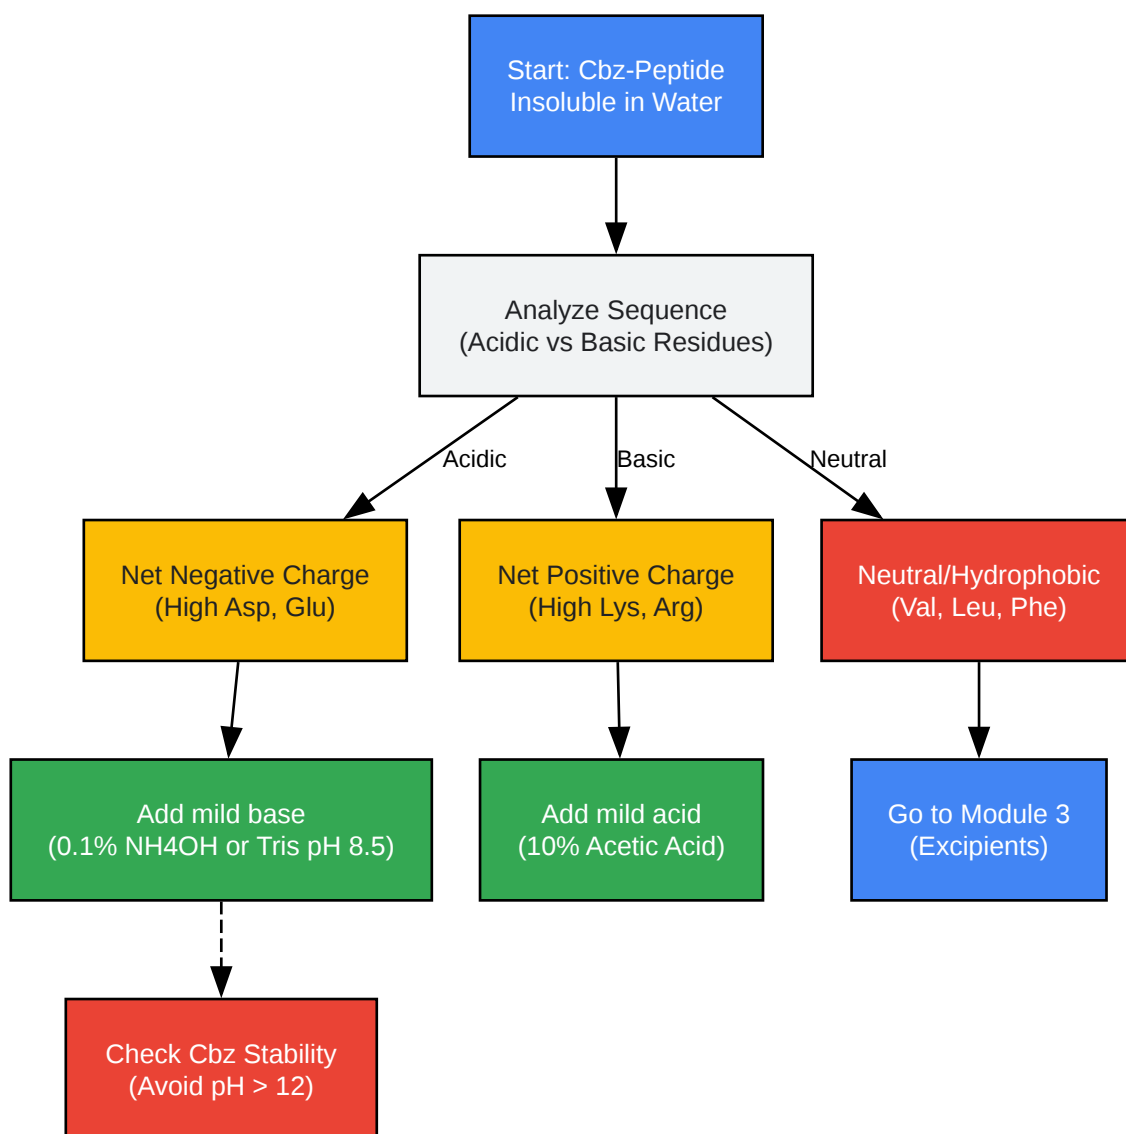 Start: Cbz-Peptide
Insoluble in Water
Analyze Sequence
(Acidic vs Basic Residues)
Acidic
Basic
Neutral
Net Negative Charge
(High Asp, Glu)
Net Positive Charge
(High Lys, Arg)
Neutral/Hydrophobic
(Val, Leu, Phe)
Add mild base
(0.1% NH4OH or Tris pH 8.5)
Add mild acid
(10% Acetic Acid)
Go to Module 3
(Excipients)
Check Cbz Stability
(Avoid pH > 12)